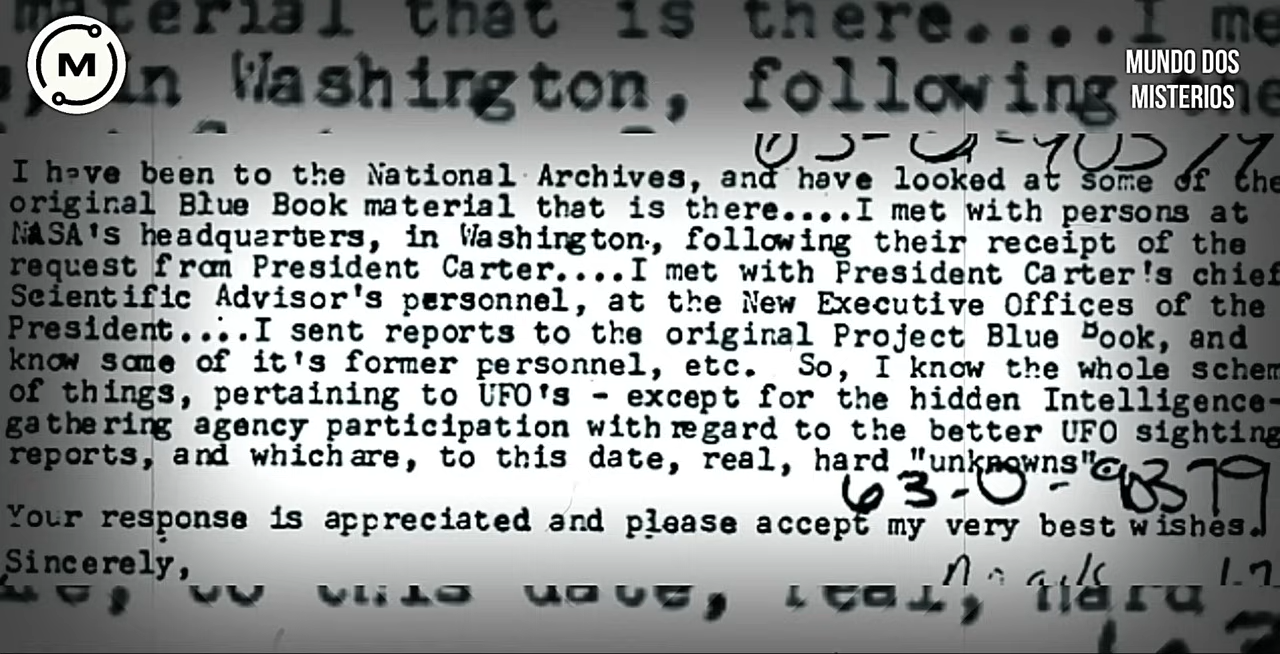 material that is there....I me
in Washington, following
M
MUNDO DOS
MISTERIOS
I have been to the National Archives, and have looked at some of the
original Blue Book material that is there....I met with persons at
NASA's headquarters, in Washington, following their receipt of the
request from President Carter....I met with President Carter's chief
Scientific Advisor's personnel, at the New Executive Offices of the
President....I sent reports to the original Project Blue Book, and
know some of it's former personnel, etc. So, I know the whole schem
of things, pertaining to UFO's - except for the hidden Intelligence-
gathering agency participation with regard to the better UFO sighting
reports, and which are, to this date, real, hard "unknowns".
Your response is appreciated and please accept my very best wishes.
Sincerely,